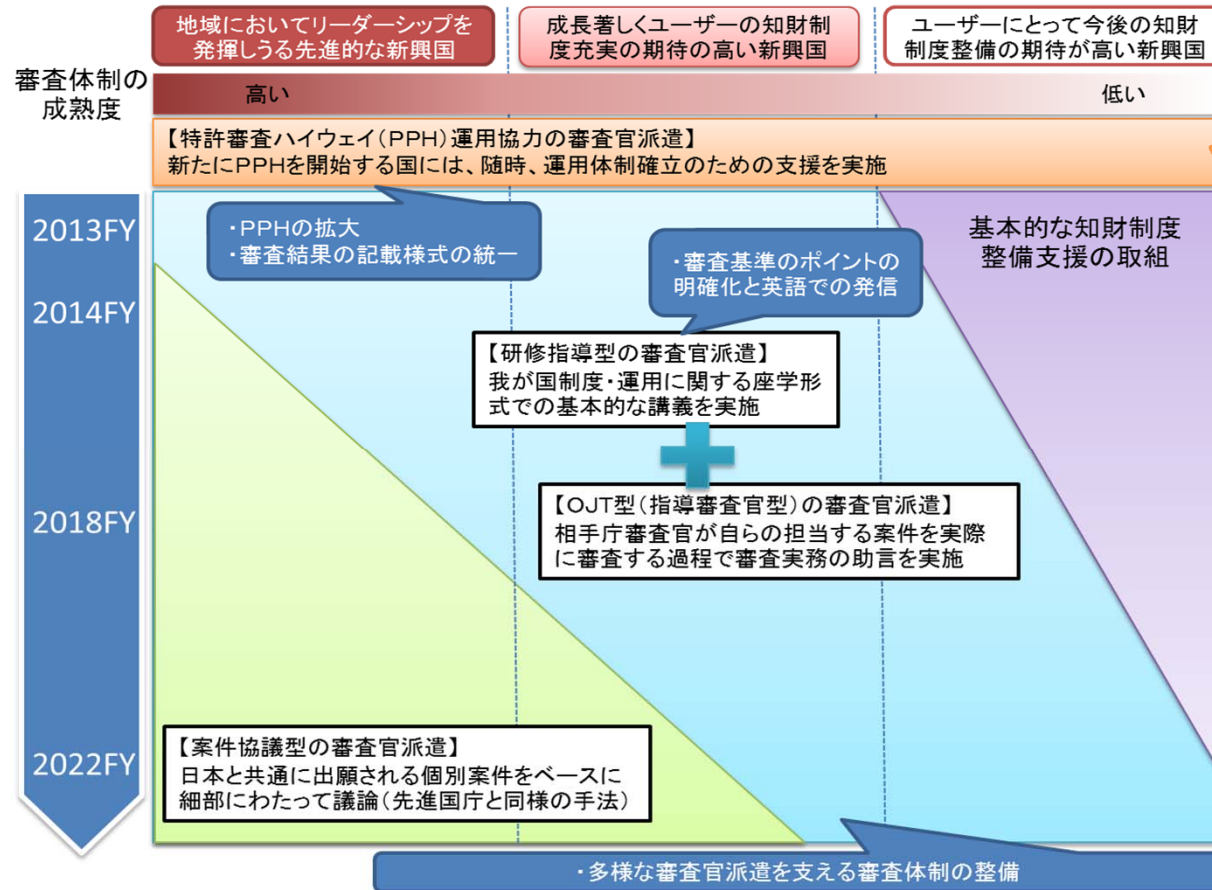 地域においてリーダーシップを
発揮しうる先進的な新興国
成長著しくユーザーの知財制
度充実の期待の高い新興国
ユーザーにとって今後の知財
制度整備の期待が高い新興国
審査体制の
成熟度
高い
低い
【特許審査ハイウェイ(PPH)運用協力の審査官派遣】
新たにPPHを開始する国には、随時、運用体制確立のための支援を実施
2013FY
・PPHの拡大
・審査結果の記載様式の統一
基本的な知財制度
整備支援の取組
・審査基準のポイントの
明確化と英語での発信
2014FY
【研修指導型の審査官派遣】
我が国制度・運用に関する座学形
式での基本的な講義を実施
2018FY
【OJT型(指導審査官型)の審査官派遣】
相手庁審査官が自らの担当する案件を実際
に審査する過程で審査実務の助言を実施
2022FY
【案件協議型の審査官派遣】
日本と共通に出願される個別案件をベースに
細部にわたって議論(先進国庁と同様の手法)
・多様な審査官派遣を支える審査体制の整備